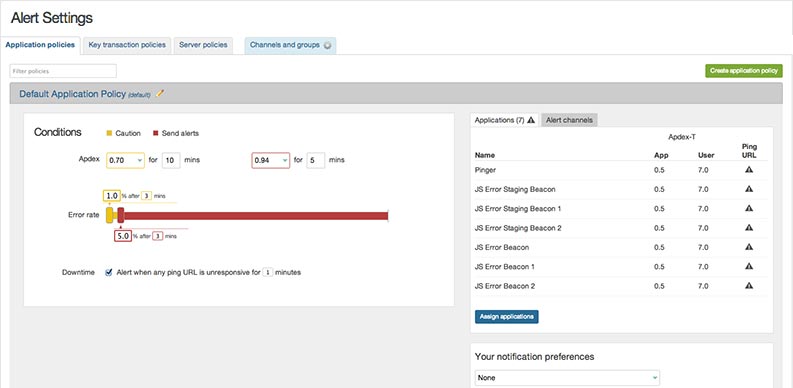 Alert Settings
Application policies Key transaction policies Server policies Channels and groups
Filter policies
Create application policy
Default Application Policy (default)
Conditions Caution Send alerts
Apdex 0.70 for 10 mins 0.94 for 5 mins
1.0 % after 3 mins
Error rate
5.0 % after 3 mins
Downtime Alert when any ping URL is unresponsive for 1 minutes
Applications (7) Alert channels
Apdex-T
Name App User Ping URL
Pinger 0.5 7.0
JS Error Staging Beacon 0.5 7.0
JS Error Staging Beacon 1 0.5 7.0
JS Error Staging Beacon 2 0.5 7.0
JS Error Beacon 0.5 7.0
JS Error Beacon 1 0.5 7.0
JS Error Beacon 2 0.5 7.0
Assign applications
Your notification preferences
None